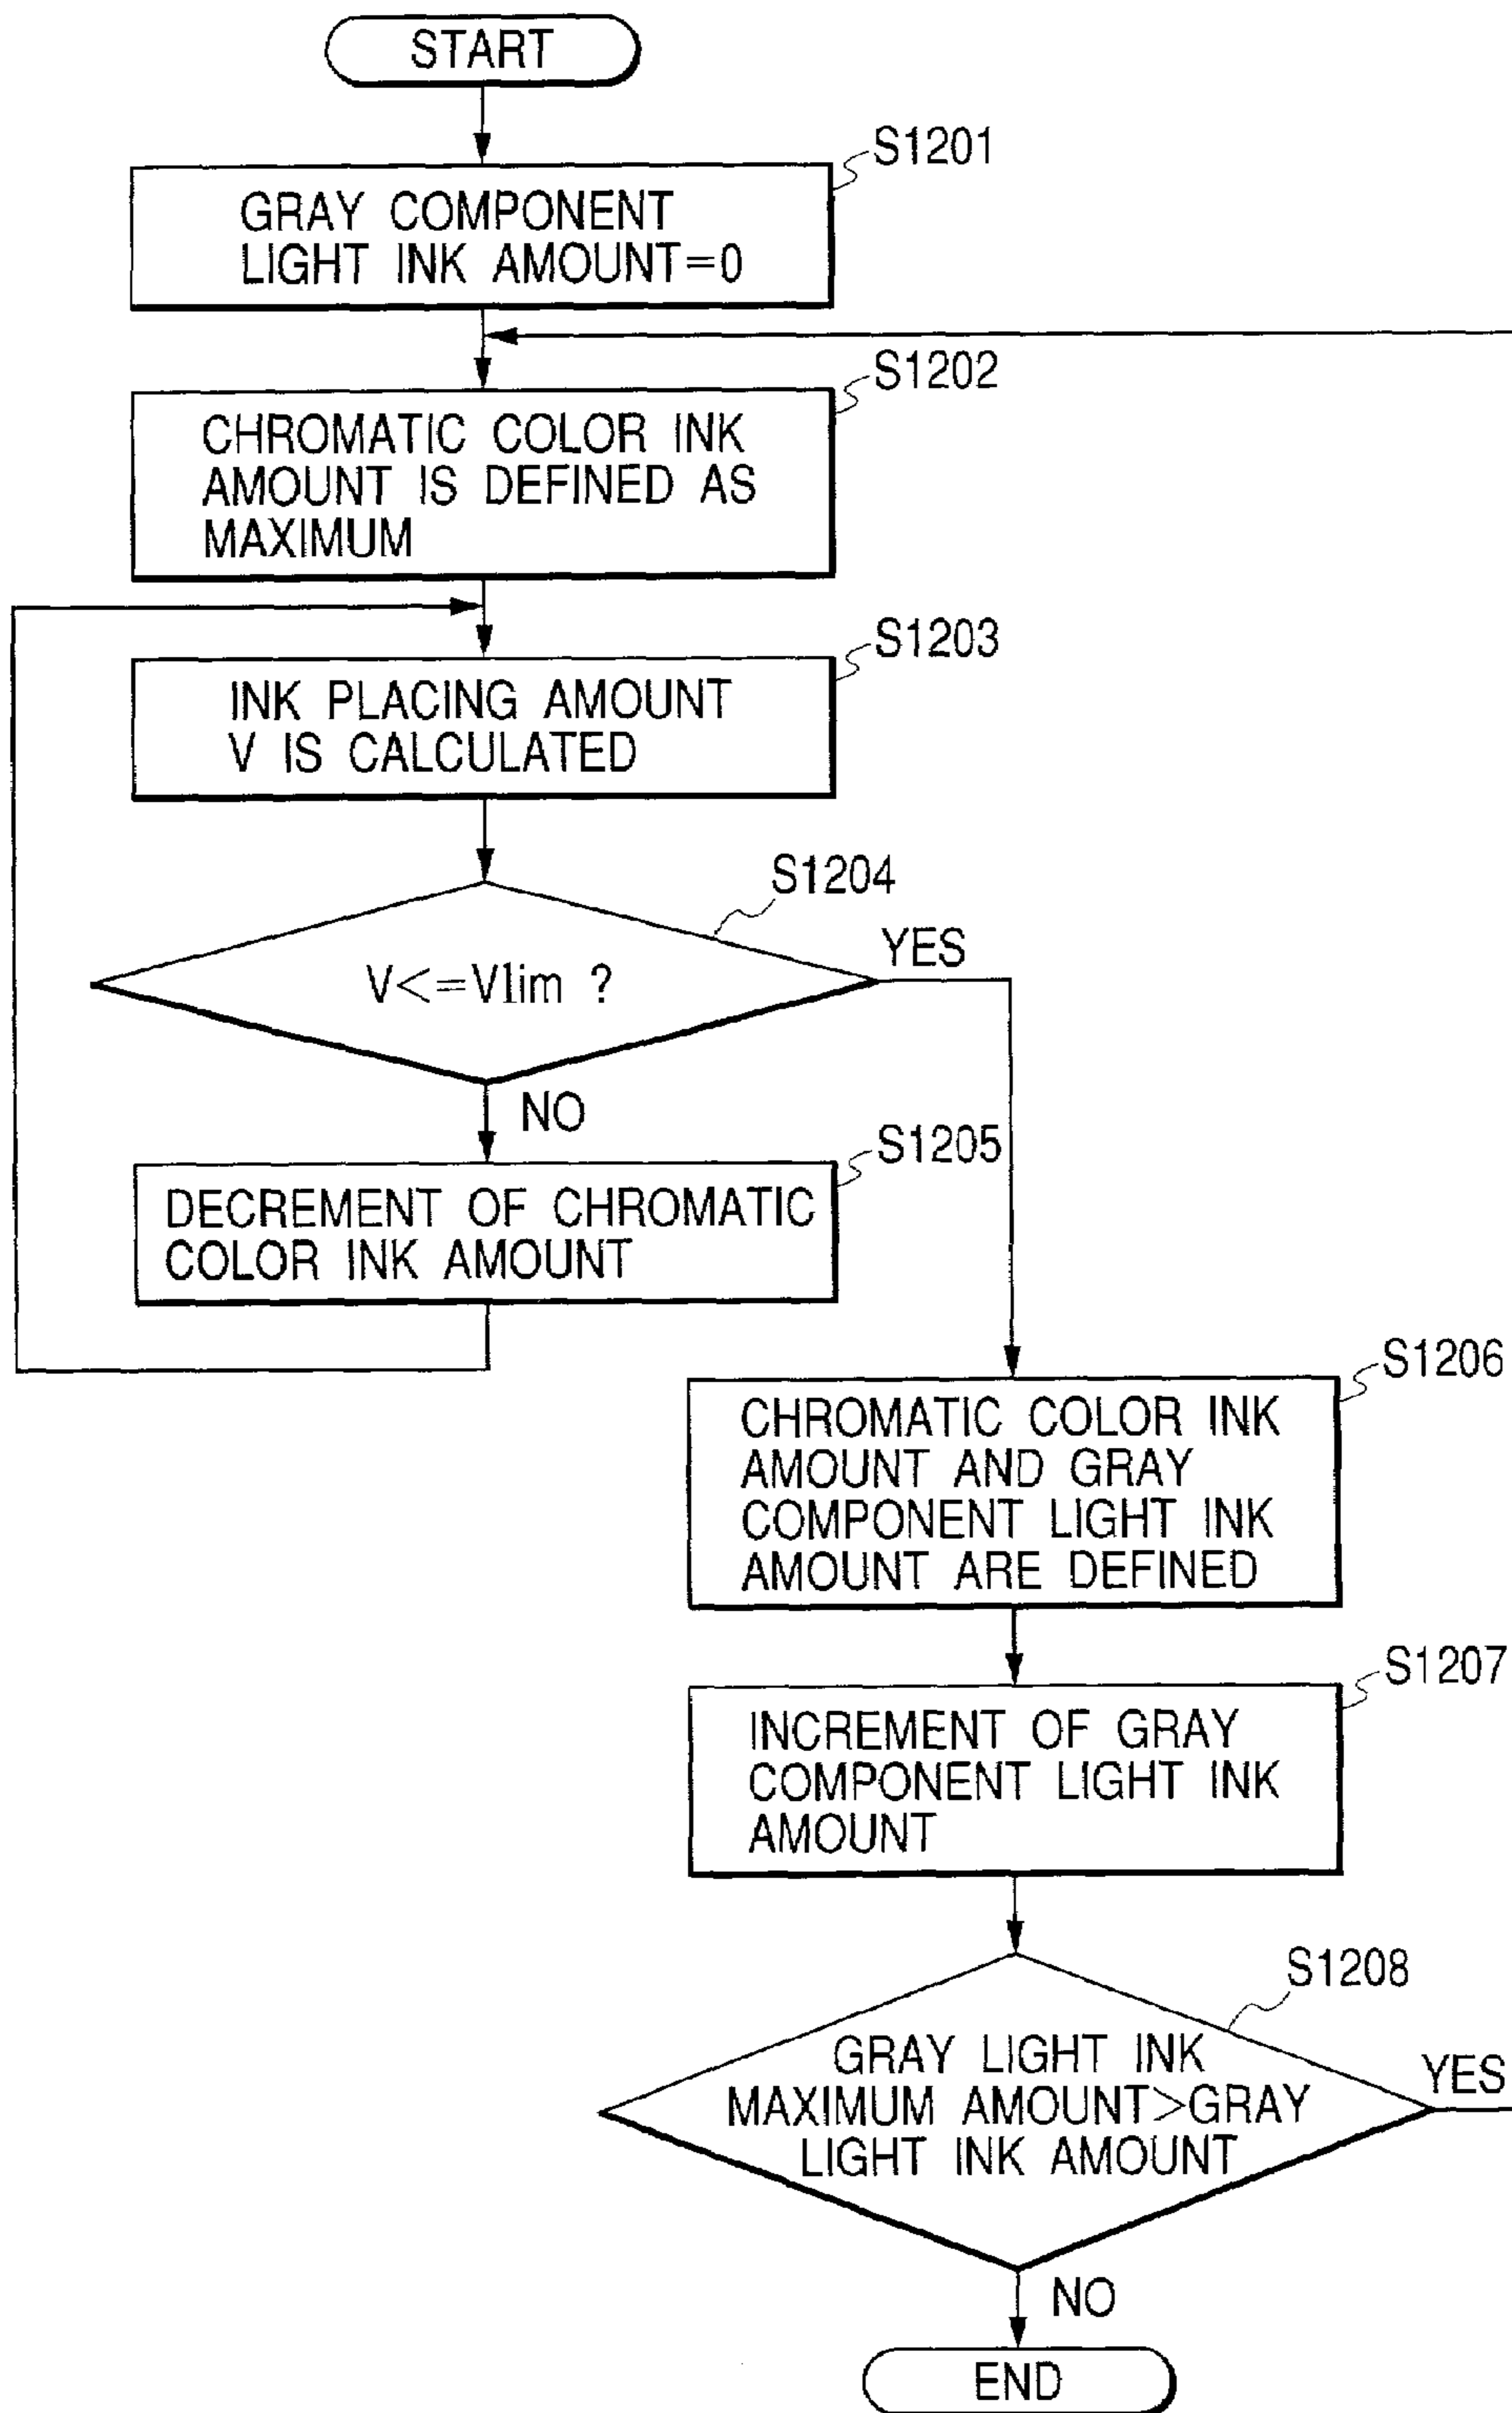 START
S1201
GRAY COMPONENT
LIGHT INK AMOUNT=0
S1202
CHROMATIC COLOR INK
AMOUNT IS DEFINED AS
MAXIMUM
S1203
INK PLACING AMOUNT
V IS CALCULATED
S1204
V<=Vlim ?
YES
NO
S1205
DECREMENT OF CHROMATIC
COLOR INK AMOUNT
S1206
CHROMATIC COLOR INK
AMOUNT AND GRAY
COMPONENT LIGHT INK
AMOUNT ARE DEFINED
S1207
INCREMENT OF GRAY
COMPONENT LIGHT INK
AMOUNT
S1208
GRAY LIGHT INK
MAXIMUM AMOUNT>GRAY
LIGHT INK AMOUNT
YES
NO
END